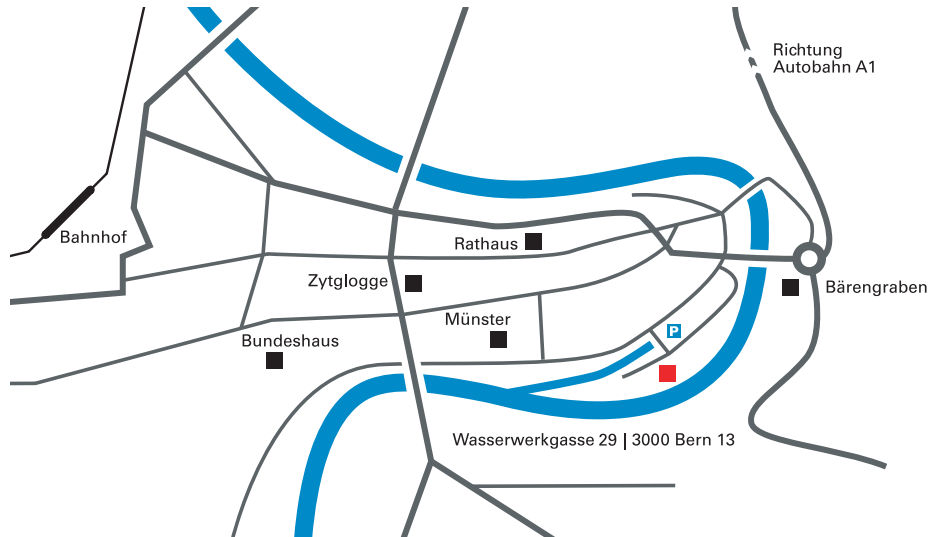 Richtung
Autobahn A1
Bahnhof
Rathaus
Zytglogge
Bärengraben
Münster
Bundeshaus
P
Wasserwerkgasse 29 | 3000 Bern 13